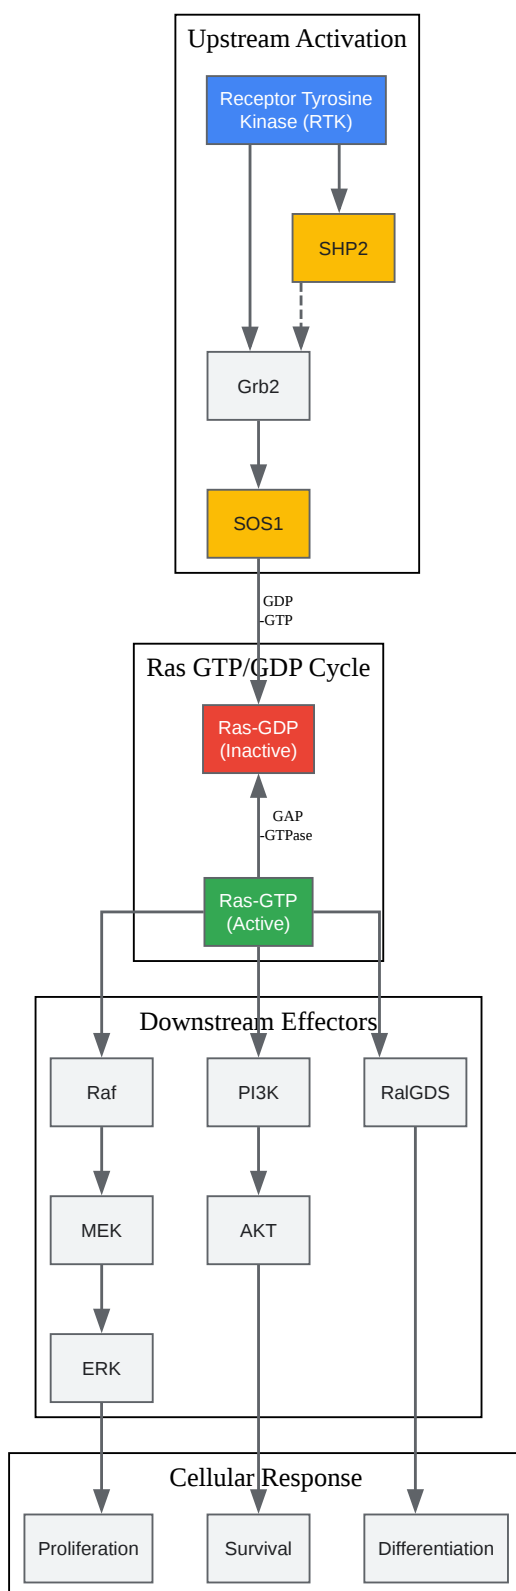 Upstream Activation
Receptor Tyrosine
Kinase (RTK)
SHP2
Grb2
SOS1
GDP
-GTP
Ras GTP/GDP Cycle
Ras-GDP
(Inactive)
GAP
-GTPase
Ras-GTP
(Active)
Downstream Effectors
Raf
PI3K
RalGDS
MEK
AKT
ERK
Cellular Response
Proliferation
Survival
Differentiation